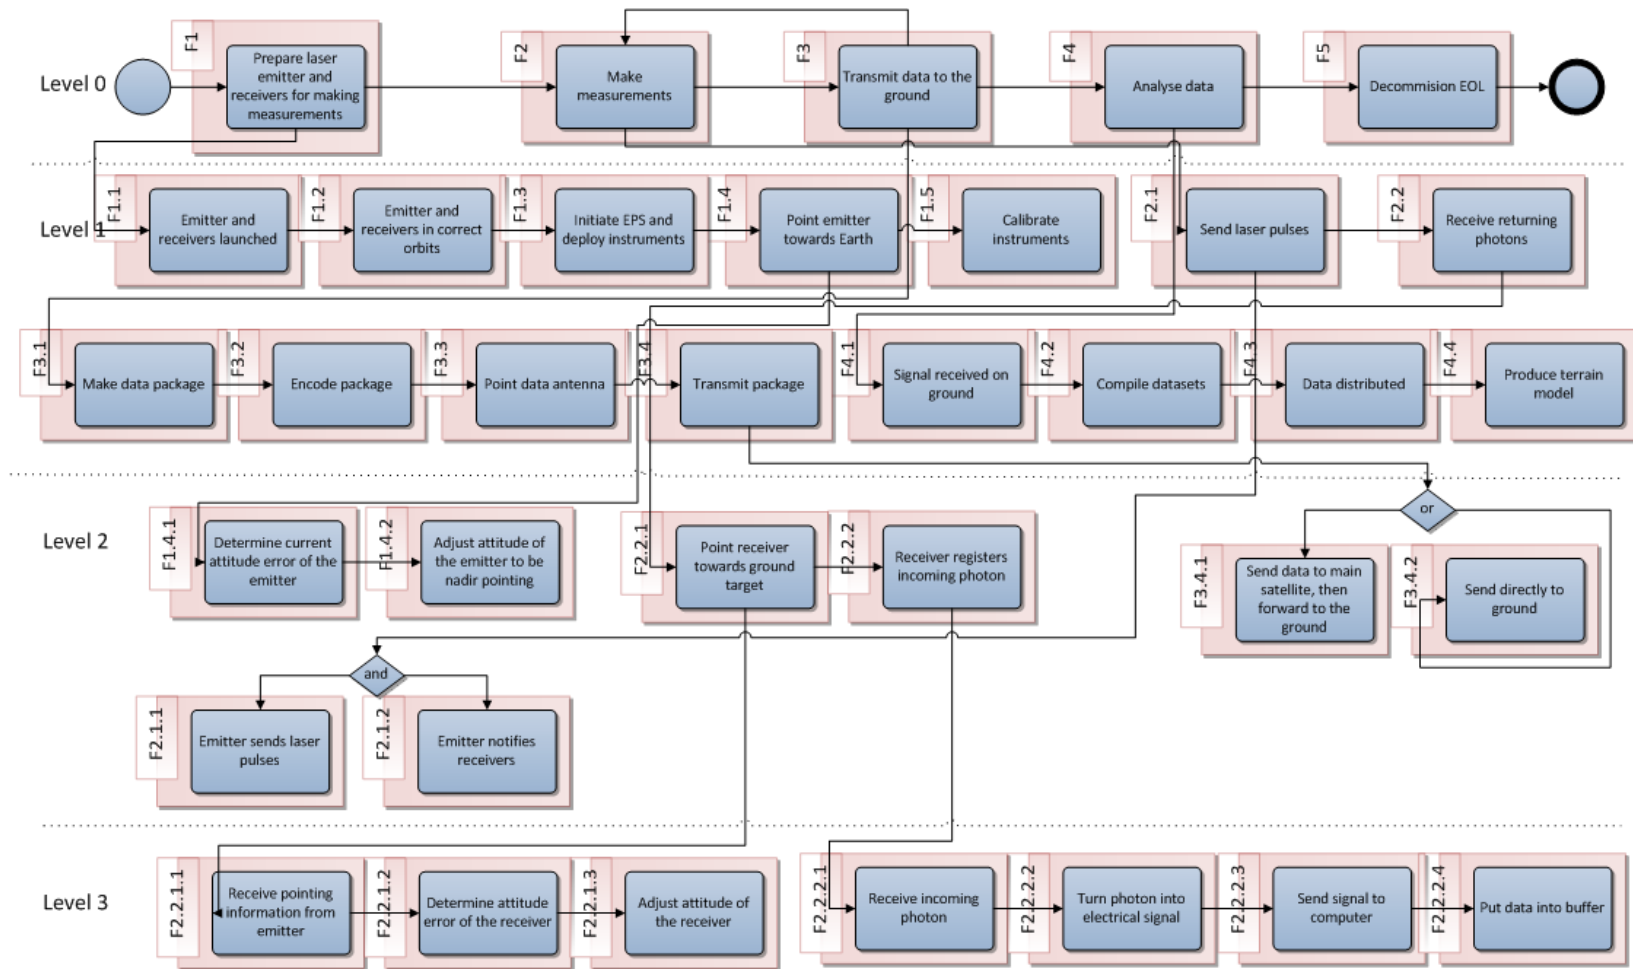 Level 0
F1
Prepare laser
emitter and
receivers for making
measurements
F2
Make
measurements
F3
Transmit data to the
ground
F4
Analyse data
F5
Decommision EOL
Level 1
F1.1
Emitter and
receivers launched
F1.2
Emitter and
receivers in correct
orbits
F1.3
Initiate EPS and
deploy instruments
F1.4
Point emitter
towards Earth
F1.5
Calibrate
instruments
F2.1
Send laser pulses
F2.2
Receive returning
photons
F3.1
Make data package
F3.2
Encode package
F3.3
Point data antenna
F3.4
Transmit package
F4.1
Signal received on
ground
F4.2
Compile datasets
F4.3
Data distributed
F4.4
Produce terrain
model
Level 2
F1.4.1
Determine current
attitude error of the
emitter
F1.4.2
Adjust attitude of
the emitter to be
nadir pointing
F2.2.1
Point receiver
towards ground
target
F2.2.2
Receiver registers
incoming photon
or
F3.4.1
Send data to main
satellite, then
forward to the
ground
F3.4.2
Send directly to
ground
and
F2.1.1
Emitter sends laser
pulses
F2.1.2
Emitter notifies
receivers
Level 3
F2.2.1.1
Receive pointing
information from
emitter
F2.2.1.2
Determine attitude
error of the receiver
F2.2.1.3
Adjust attitude of
the receiver
F2.2.2.1
Receive incoming
photon
F2.2.2.2
Turn photon into
electrical signal
F2.2.2.3
Send signal to
computer
F2.2.2.4
Put data into buffer